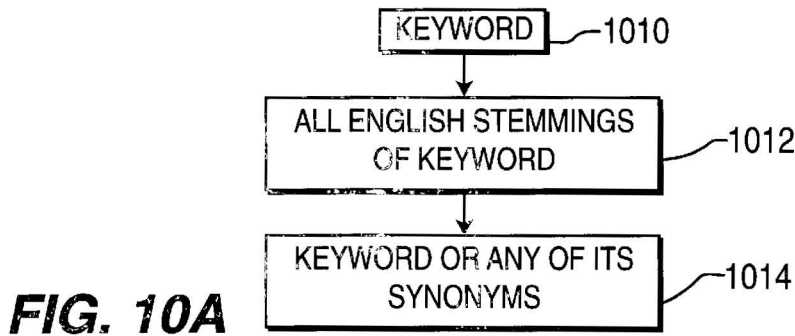 KEYWORD 1010
ALL ENGLISH STEMMINGS
OF KEYWORD
1012
KEYWORD OR ANY OF ITS
SYNONYMS
1014
FIG. 10A